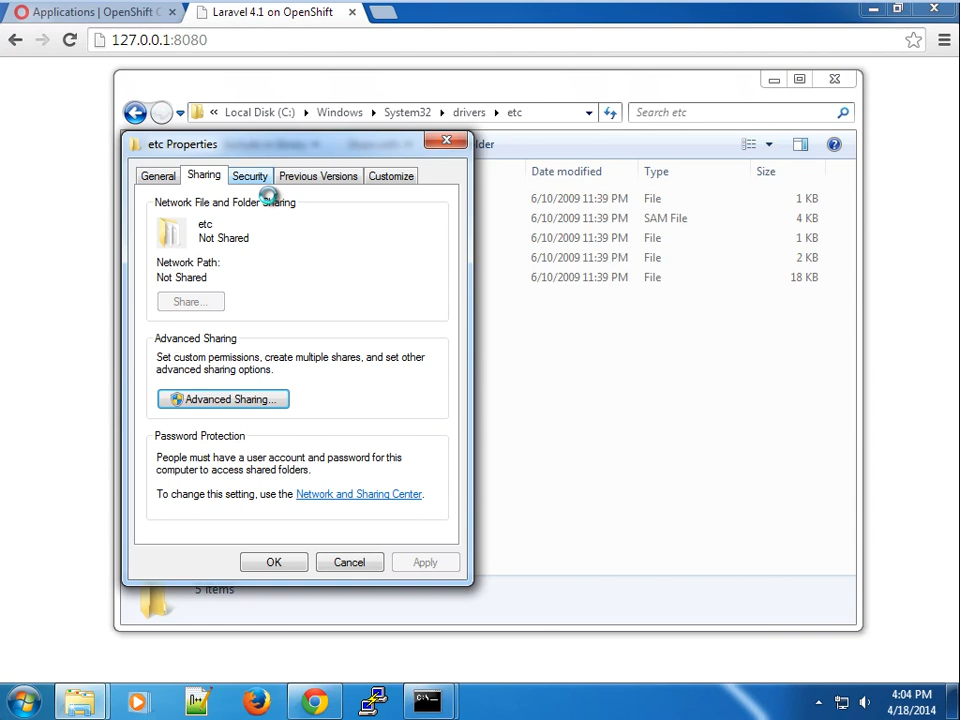 Applications | OpenShift
Laravel 4.1 on OpenShift
127.0.0.1:8080
« Local Disk (C:) Windows System32 drivers etc
Search etc
etc Properties
General Sharing Security Previous Versions Customize
Date modified Type Size
6/10/2009 11:39 PM File 1 KB
6/10/2009 11:39 PM SAM File 4 KB
6/10/2009 11:39 PM File 1 KB
6/10/2009 11:39 PM File 2 KB
6/10/2009 11:39 PM File 18 KB
Network File and Folder Sharing
etc
Not Shared
Network Path:
Not Shared
Share...
Advanced Sharing
Set custom permissions, create multiple shares, and set other
advanced sharing options.
Advanced Sharing...
Password Protection
People must have a user account and password for this
computer to access shared folders.
To change this setting, use the Network and Sharing Center.
OK Cancel Apply
5 items
4:04 PM
4/18/2014